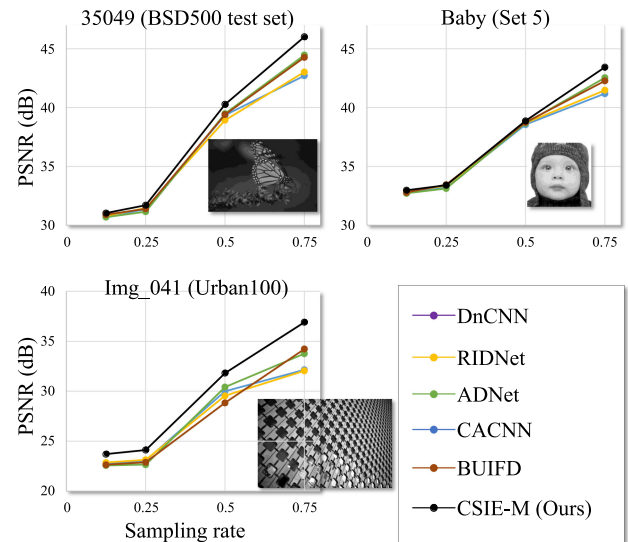 35049 (BSD500 test set)
PSNR (dB)
45
40
35
30
0
0.25
0.5
0.75
Baby (Set 5)
45
40
35
30
0
0.25
0.5
0.75
Img_041 (Urban100)
PSNR (dB)
40
35
30
25
20
0
0.25
0.5
0.75
Sampling rate
DnCNN
RIDNet
ADNet
CACNN
BUIFD
CSIE-M (Ours)